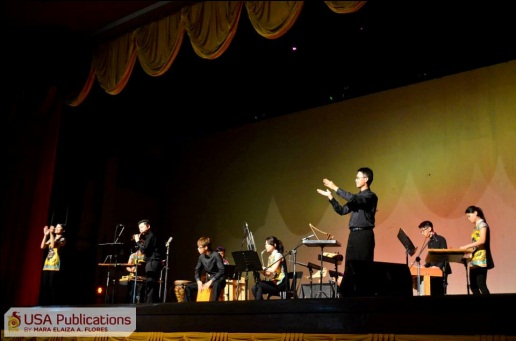 USA Publications
BY MARA ELAIZA A. FLORES